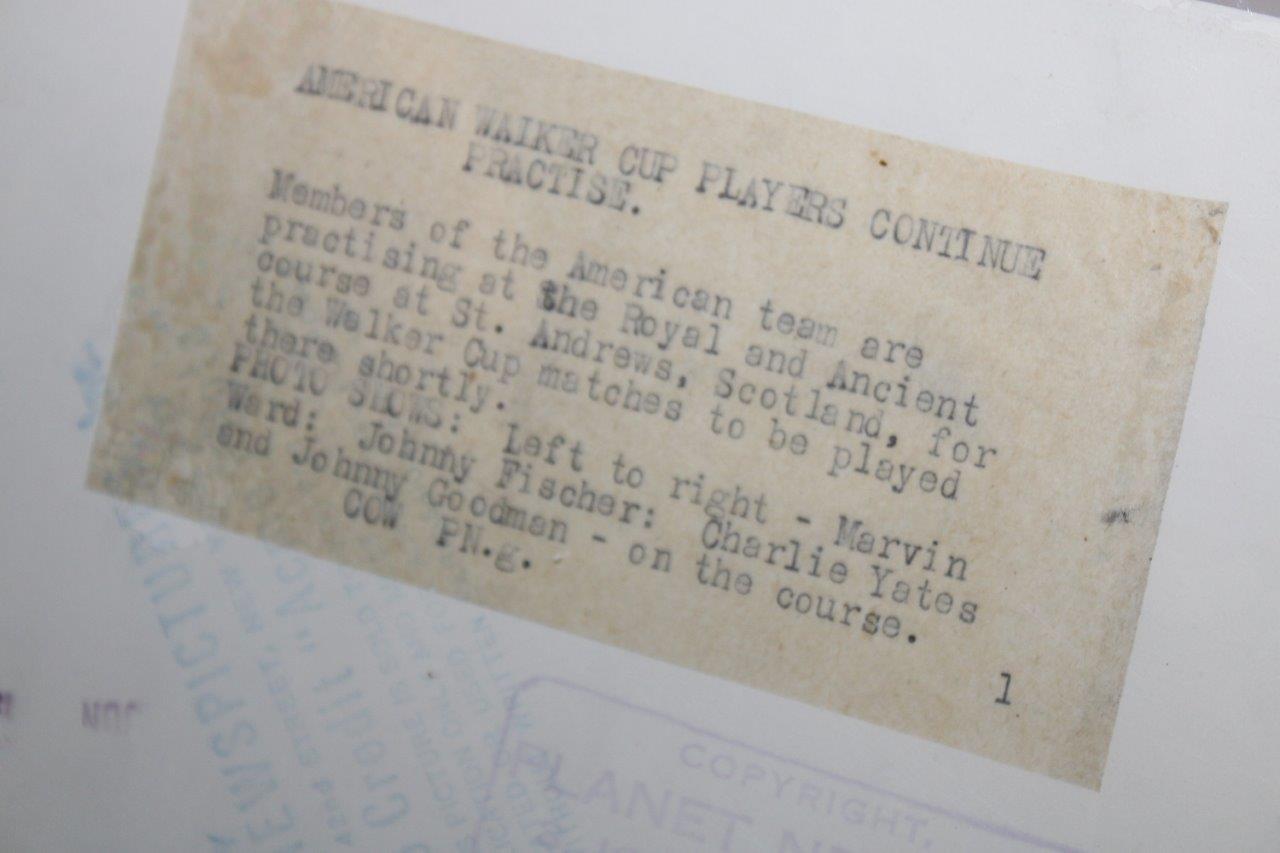 AMERICAN WALKER CUP PLAYERS CONTINUE
PRACTISE.
Members of the American team are
practising at the Royal and Ancient
course at St. Andrews, Scotland, for
the Walker Cup matches to be played
there shortly.
PHOTO SHOWS: Left to right - Marvin
Ward: Johnny Fischer: Charlie Yates
and Johnny Goodman - on the course.
COW PN.g.
1
COPYRIGHT.
PLANET
Credit "AC